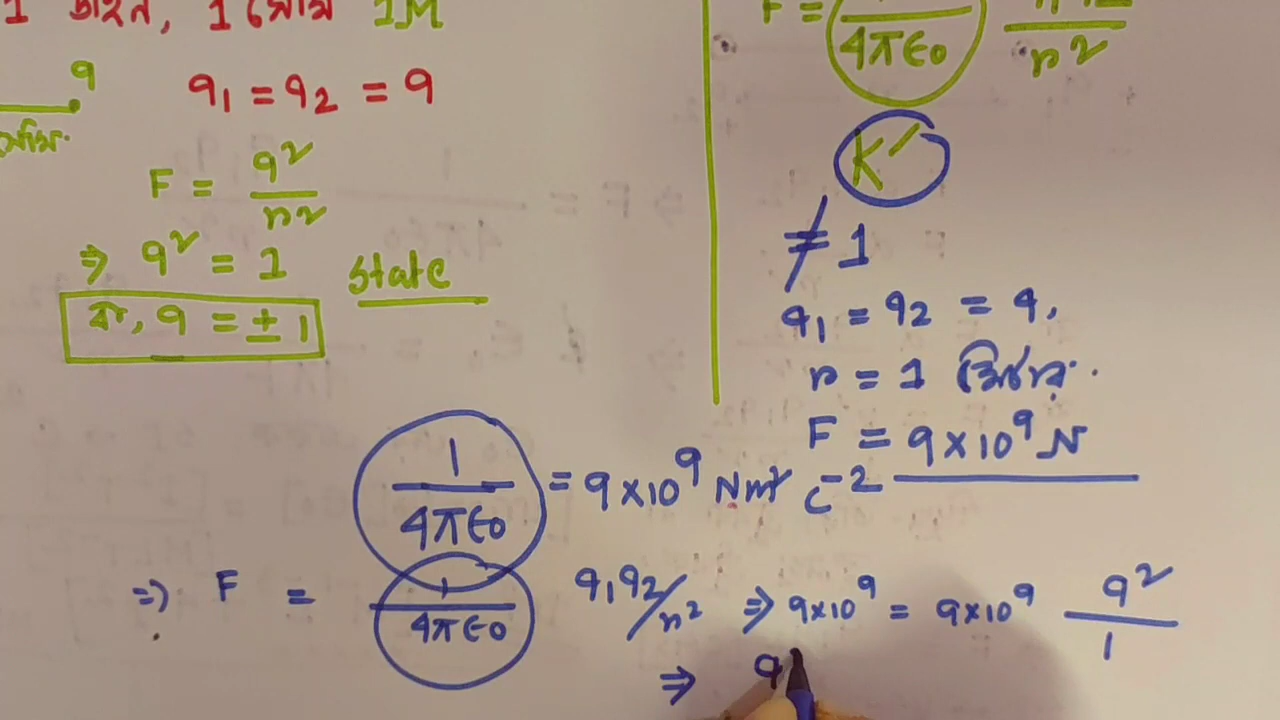 1 ডাইন, 1 সেমি 1M
q
সেমি.
q₁ = q₂ = q
F = q²/r²
⇒ q² = 1
state
বা, q = ± 1
F = 1/4πε₀ q₁q₂/r²
K
≠ 1
q₁ = q₂ = q,
r = 1 মিটার.
F = 9×10⁹ N
1/4πε₀ = 9×10⁹ Nm² C⁻²
⇒ F = 1/4πε₀ q₁q₂/r² ⇒ 9×10⁹ = 9×10⁹ q²/1
⇒ q